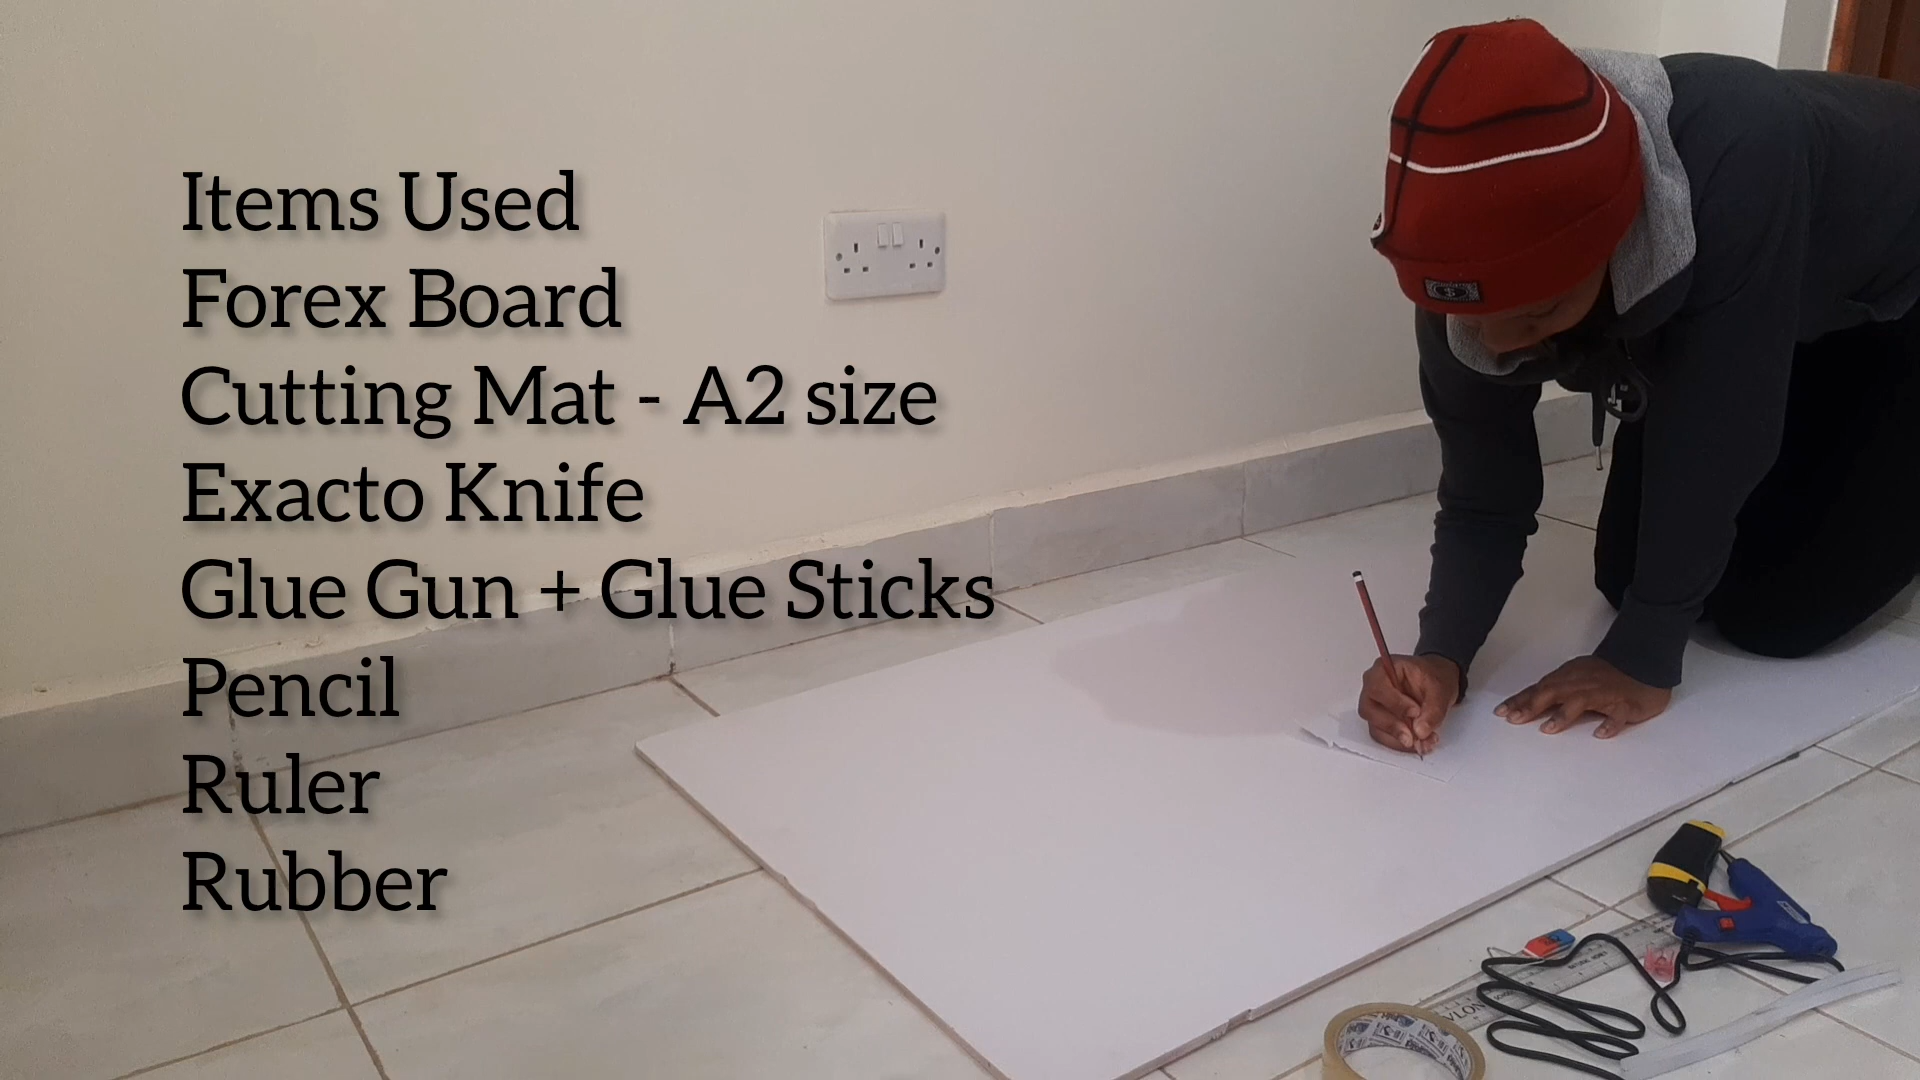 Items Used
Forex Board
Cutting Mat - A2 size
Exacto Knife
Glue Gun + Glue Sticks
Pencil
Ruler
Rubber